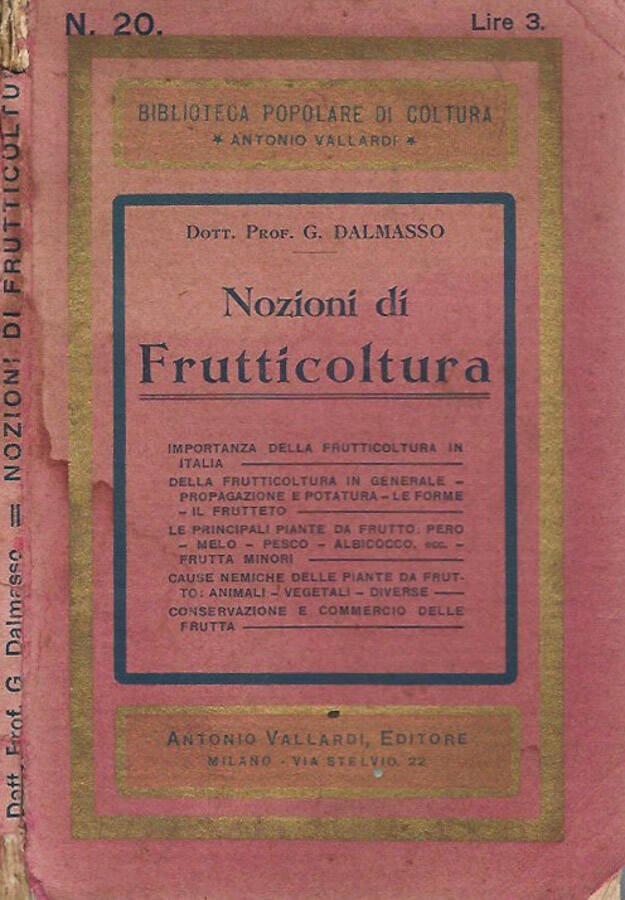 N. 20.
Lire 3.
BIBLIOTECA POPOLARE DI COLTURA
* ANTONIO VALLARDI *
DOTT. PROF. G. DALMASSO
Nozioni di
Frutticoltura
IMPORTANZA DELLA FRUTTICOLTURA IN
ITALIA
DELLA FRUTTICOLTURA IN GENERALE –
PROPAGAZIONE E POTATURA – LE FORME
– IL FRUTTETO
LE PRINCIPALI PIANTE DA FRUTTO: PERO
– MELO – PESCO – ALBICOCCO, ecc. –
FRUTTA MINORI
CAUSE NEMICHE DELLE PIANTE DA FRUT-
TO: ANIMALI – VEGETALI – DIVERSE
CONSERVAZIONE E COMMERCIO DELLE
FRUTTA
ANTONIO VALLARDI, EDITORE
MILANO - VIA STELVIO, 22
Dott. Prof. G. Dalmasso = NOZIONI DI FRUTTICOLTU